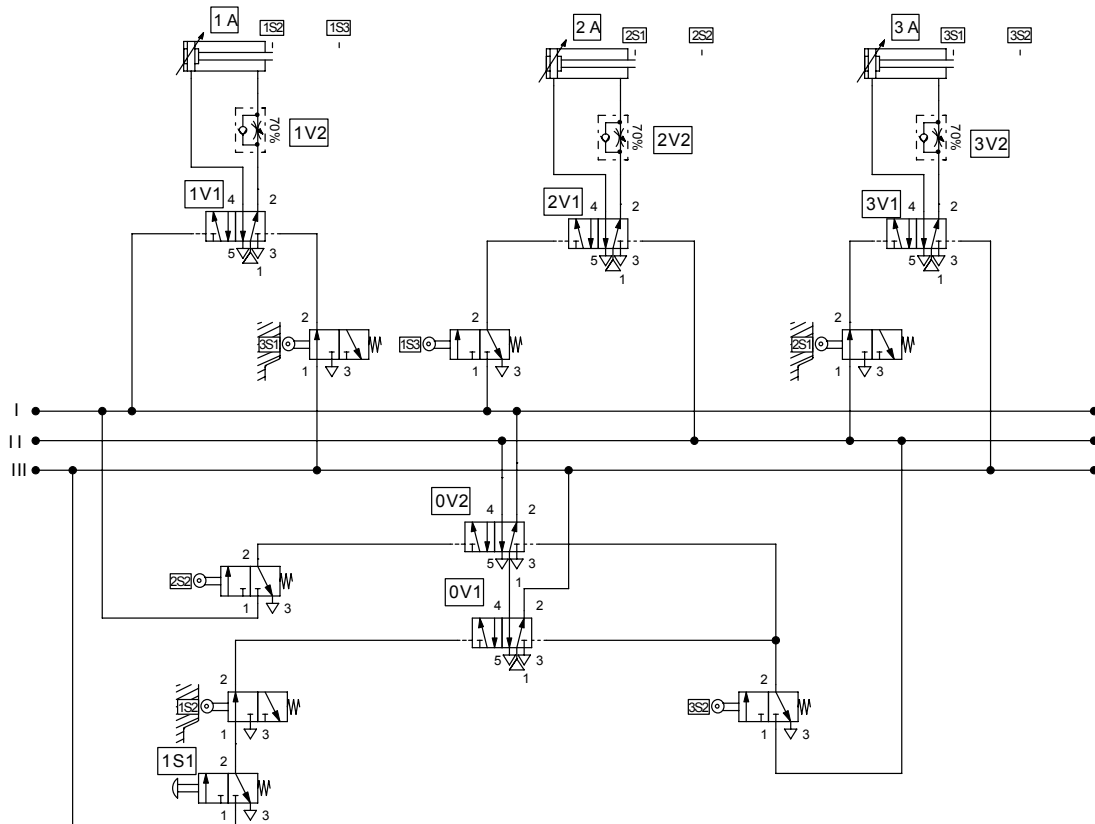 1A 1S2 1S3 2A 2S1 2S2 3A 3S1 3S2
70% 1V2 70% 2V2 70% 3V2
1V1 4 2 2V1 4 2 3V1 4 2
5 3 5 3 5 3
1 1 1
2 2 2
3S1 1S3 2S1
1 3 1 3 1 3
I
II
III
0V2 4 2
2 5 3
2S2 1
1 3 0V1 4 2
2 5 3 2
1
1S2 3S2
1 3 1 3
1S1 2
1 3